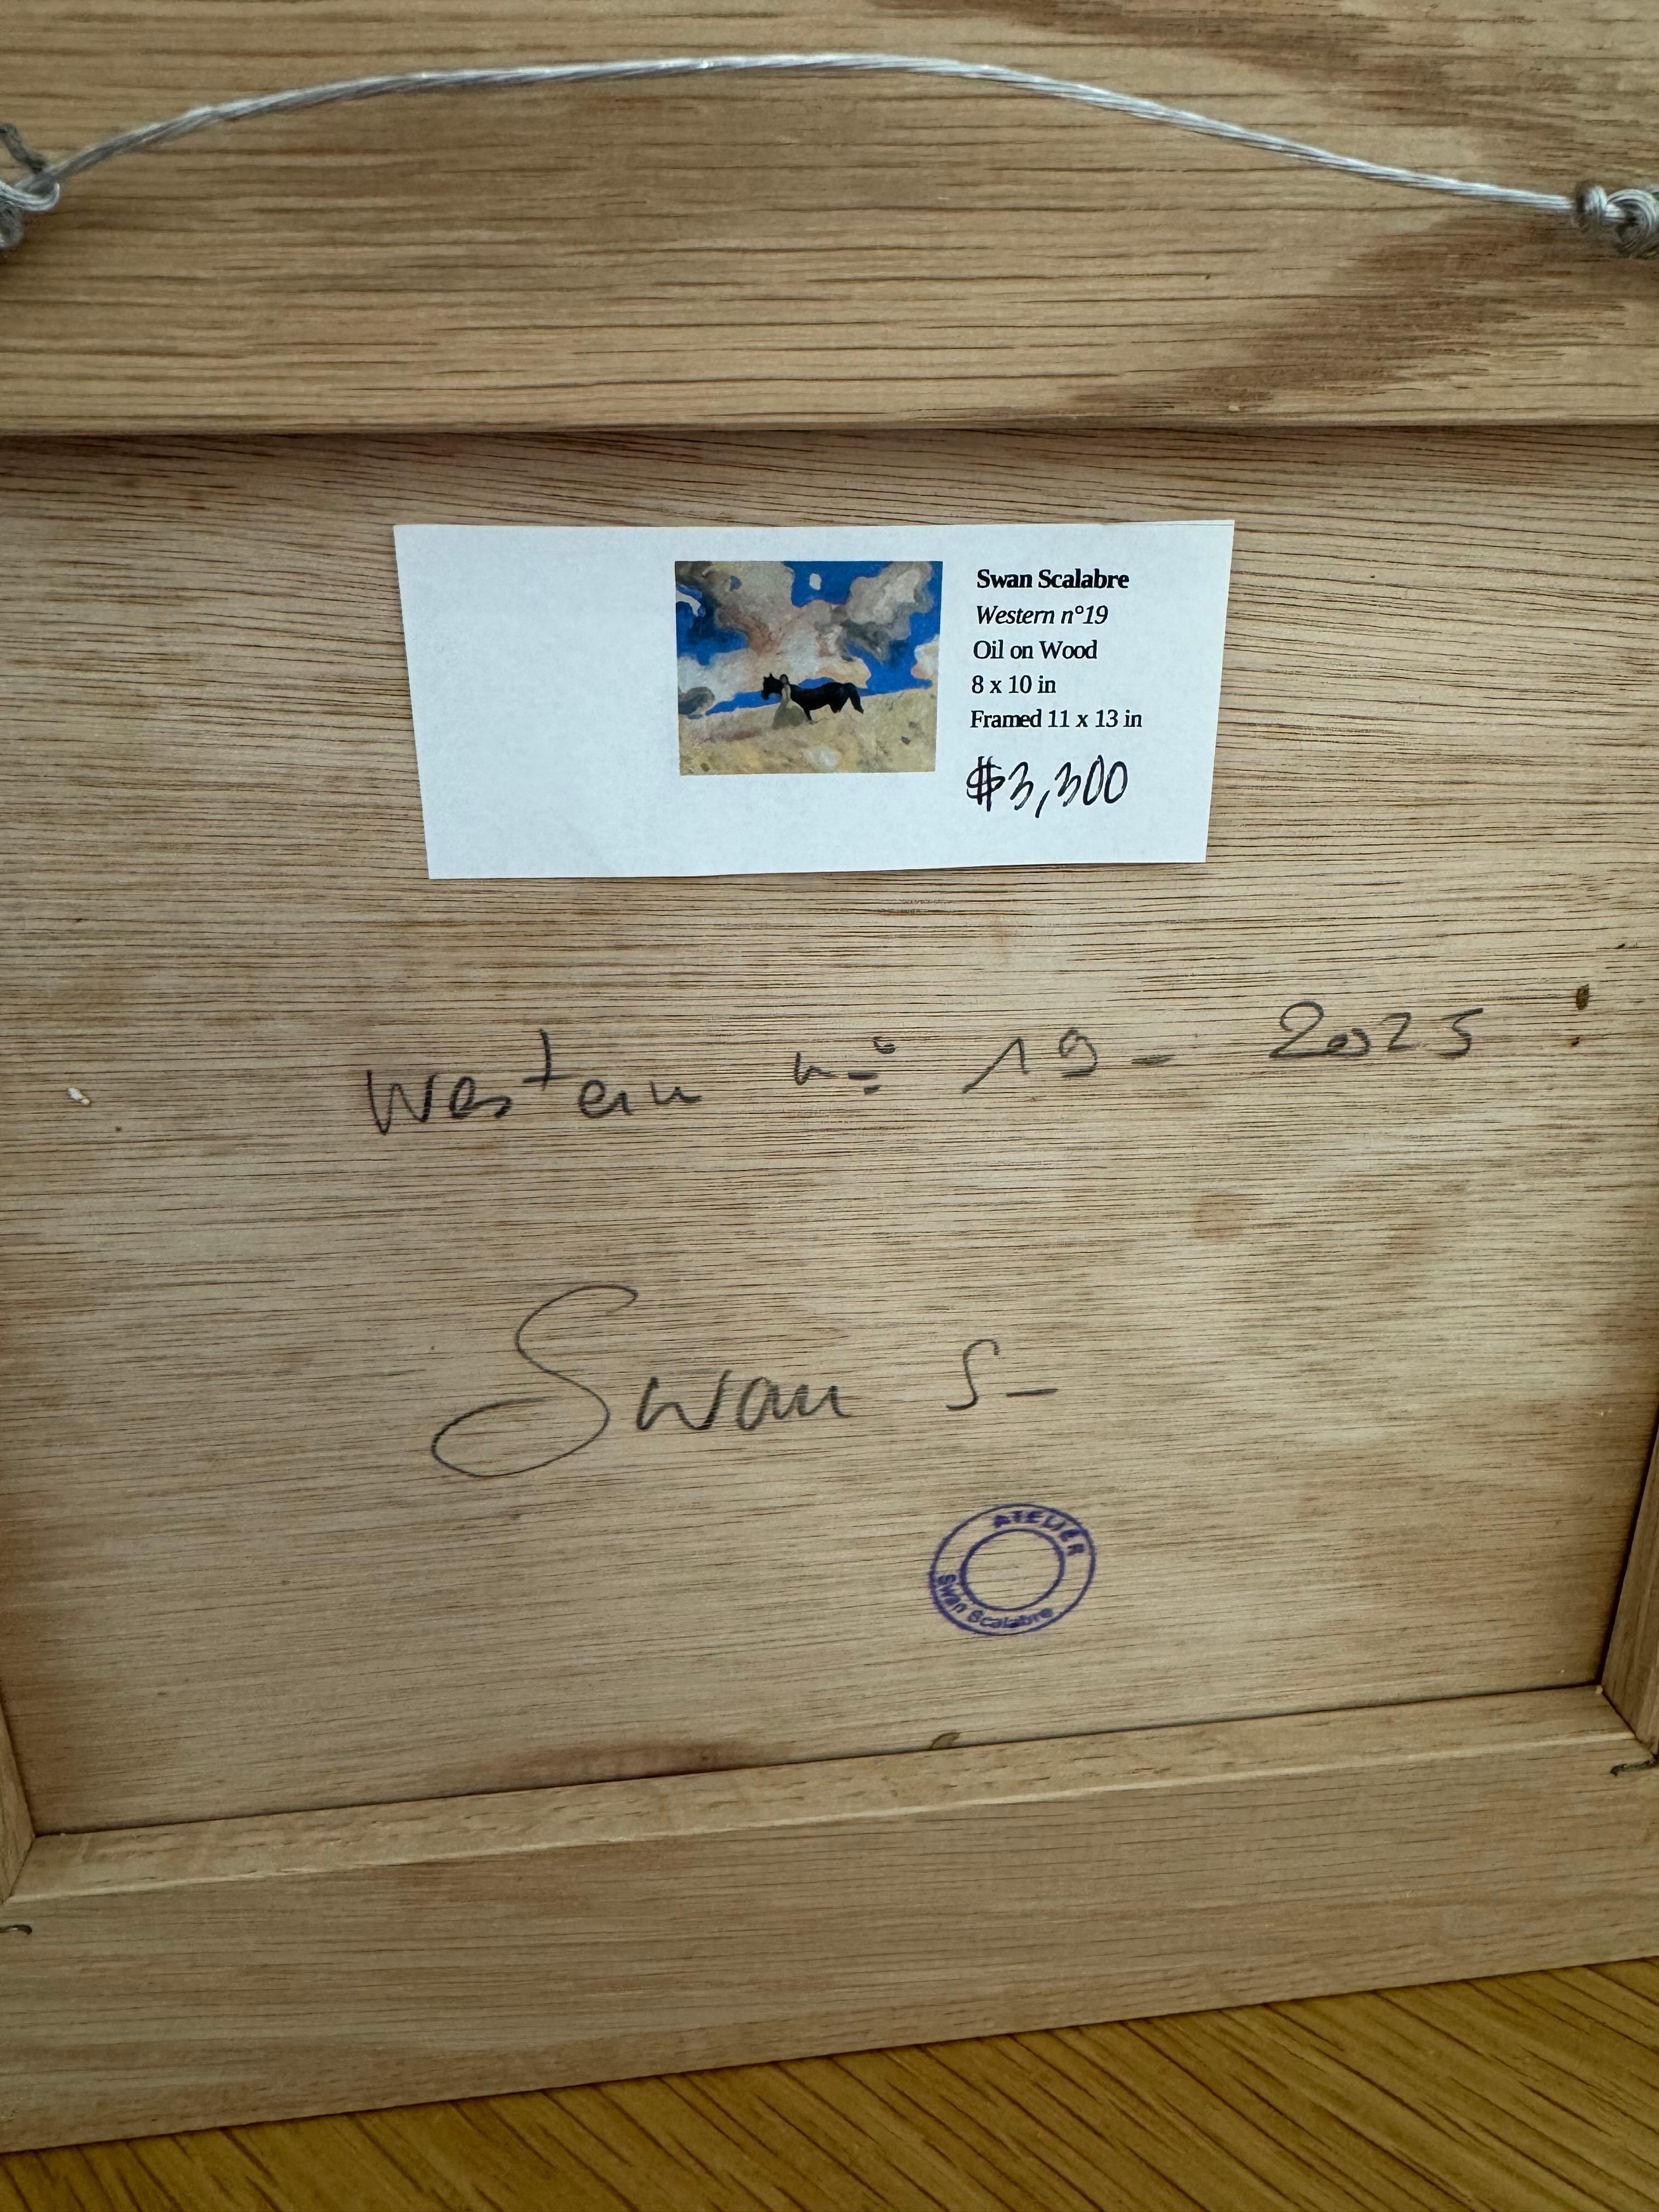 Swan Scalabre
Western n°19
Oil on Wood
8 x 10 in
Framed 11 x 13 in
$3,300
Western n° 19 - 2025
Swan S-
ATELIER
Swan Scalabre